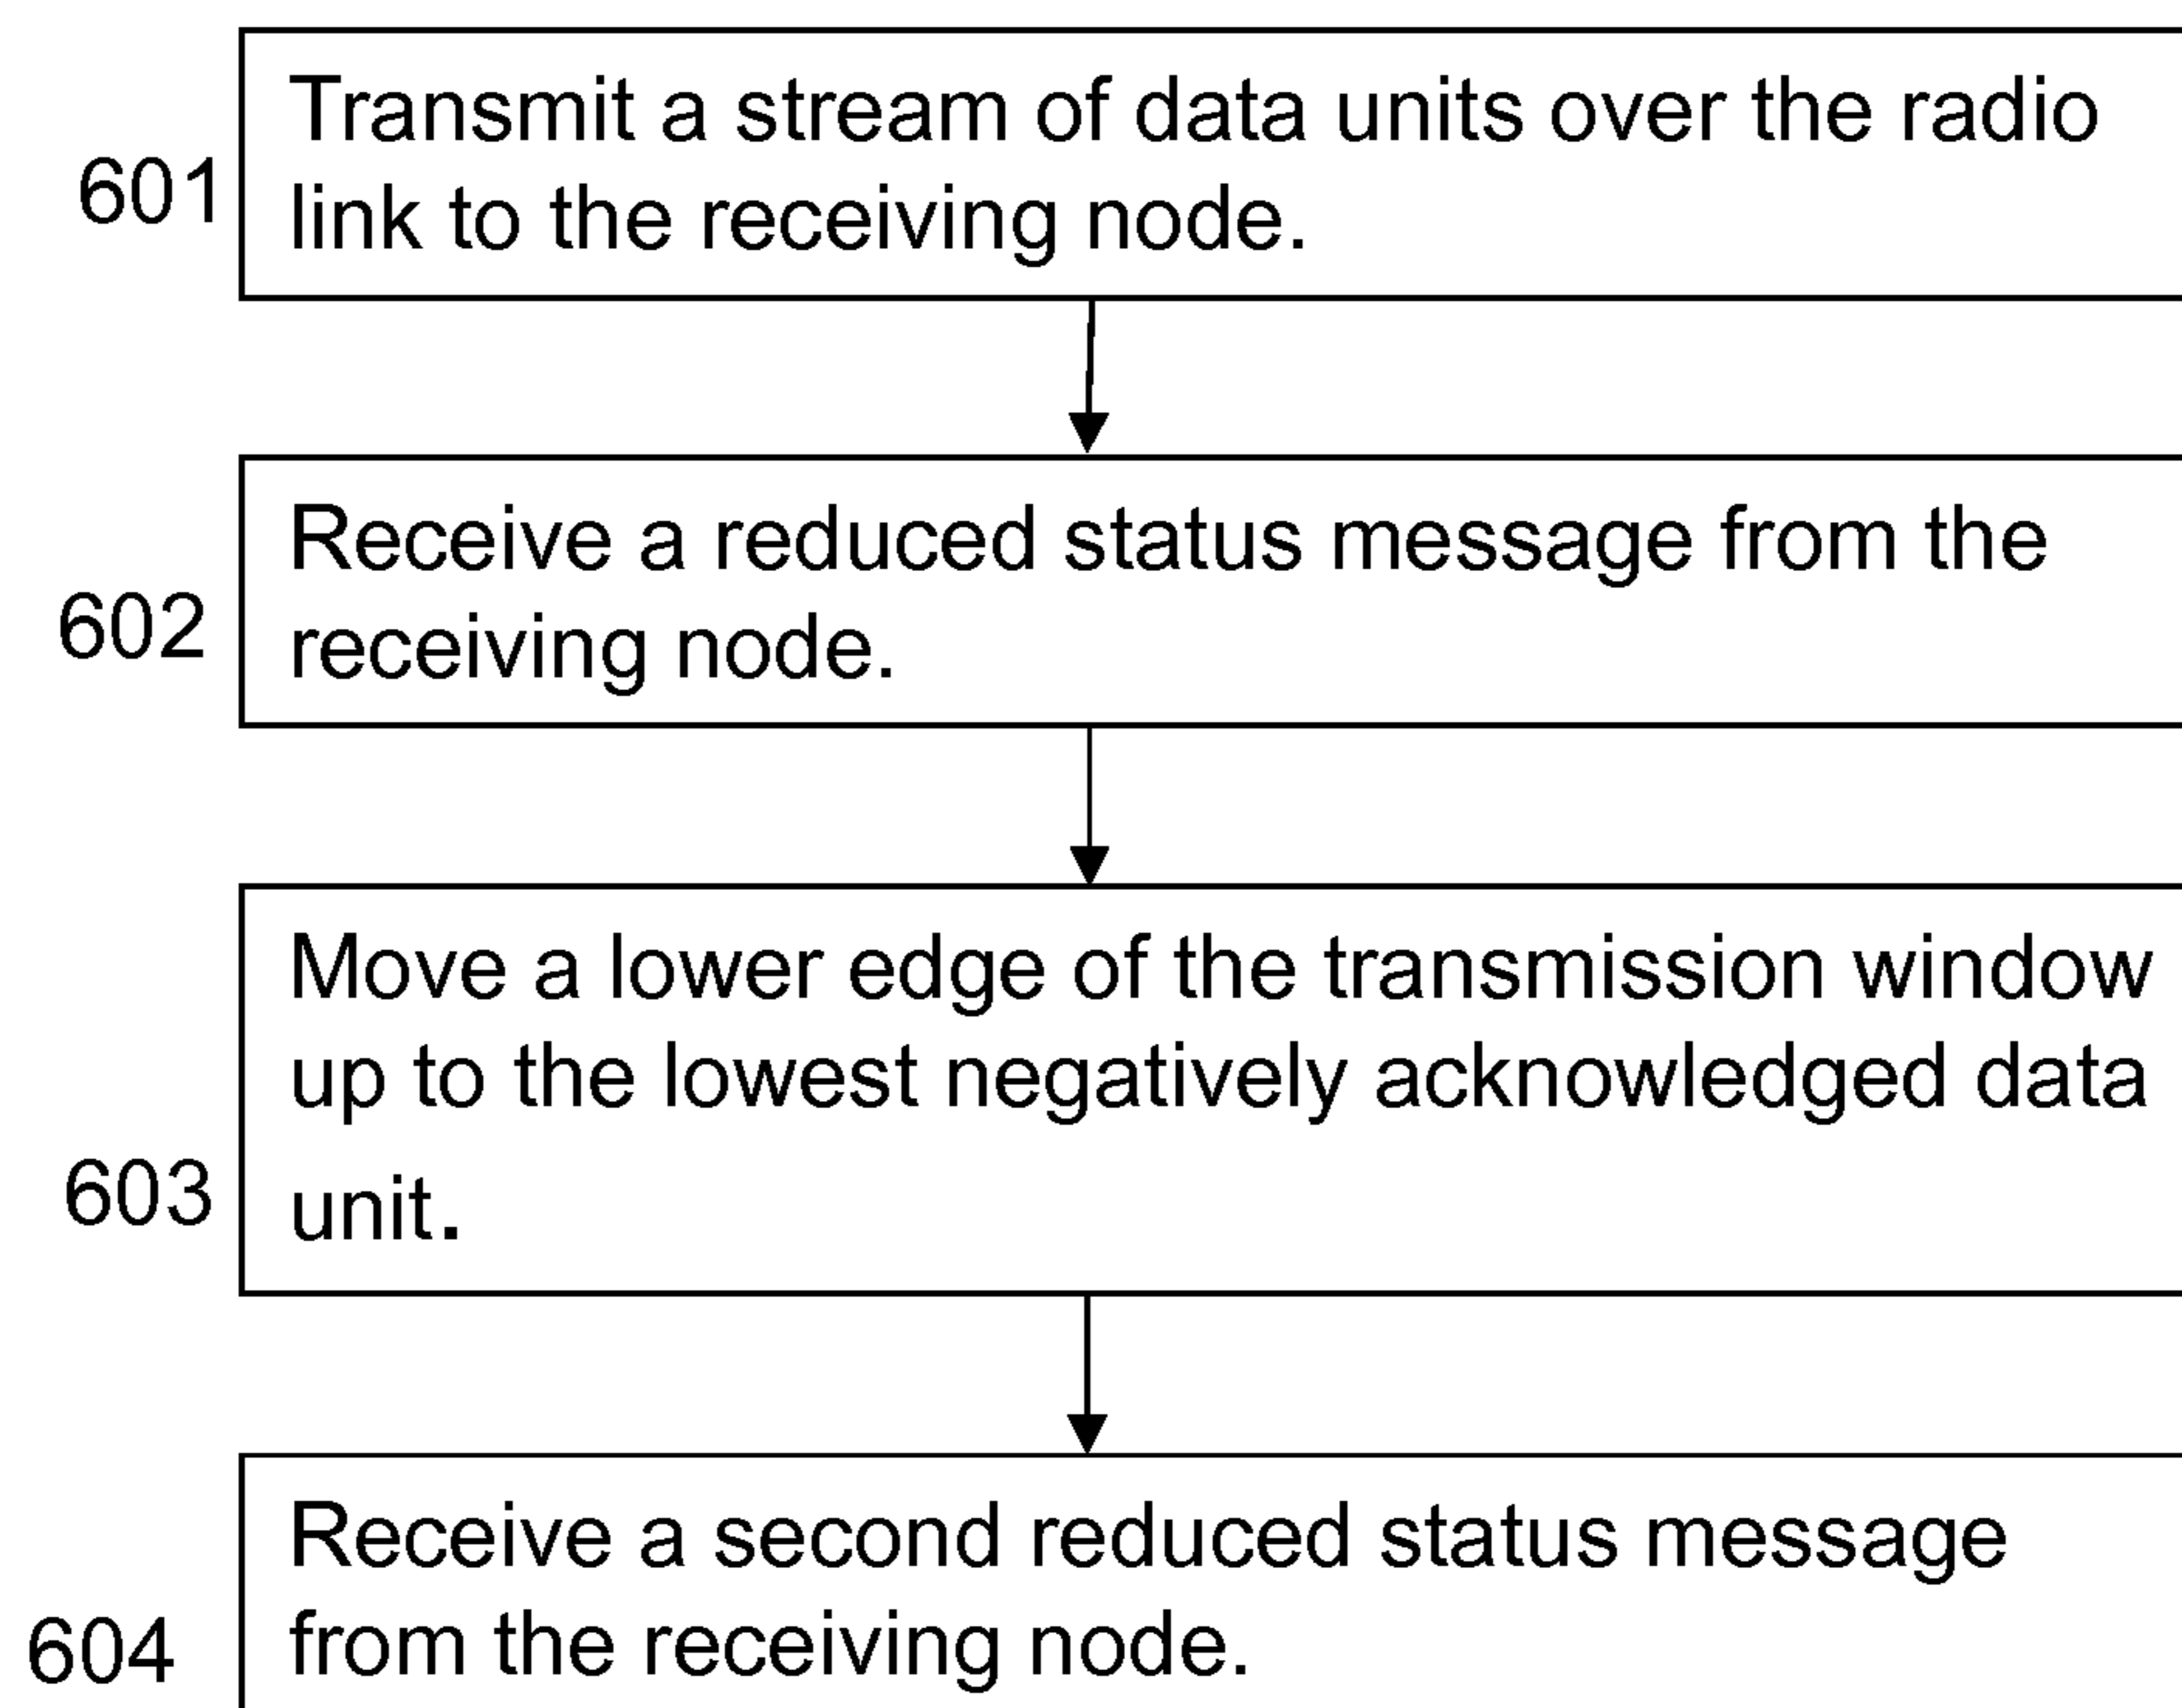 Transmit a stream of data units over the radio
601
link to the receiving node.
Receive a reduced status message from the
602
receiving node.
Move a lower edge of the transmission window
up to the lowest negatively acknowledged data
603
unit.
Receive a second reduced status message
604
from the receiving node.